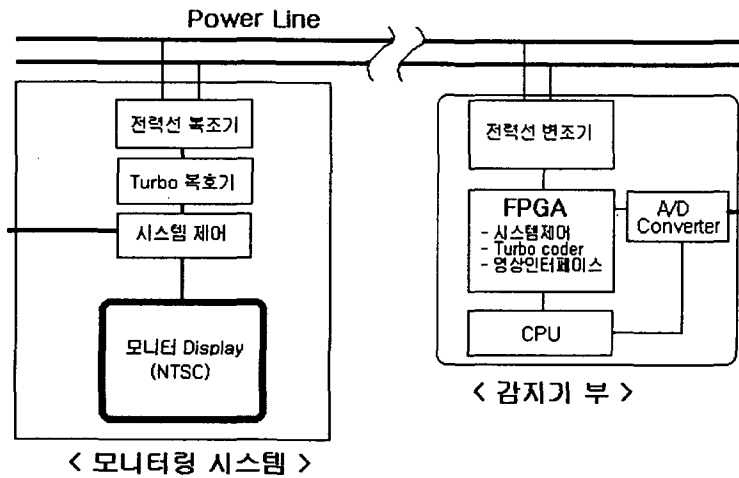 Power Line
전력선 복조기
Turbo 복호기
시스템 제어
모니터 Display
(NTSC)
< 모니터링 시스템 >
전력선 변조기
FPGA
- 시스템제어
- Turbo coder
- 영상인터페이스
A/D
Converter
CPU
< 감지기 부 >